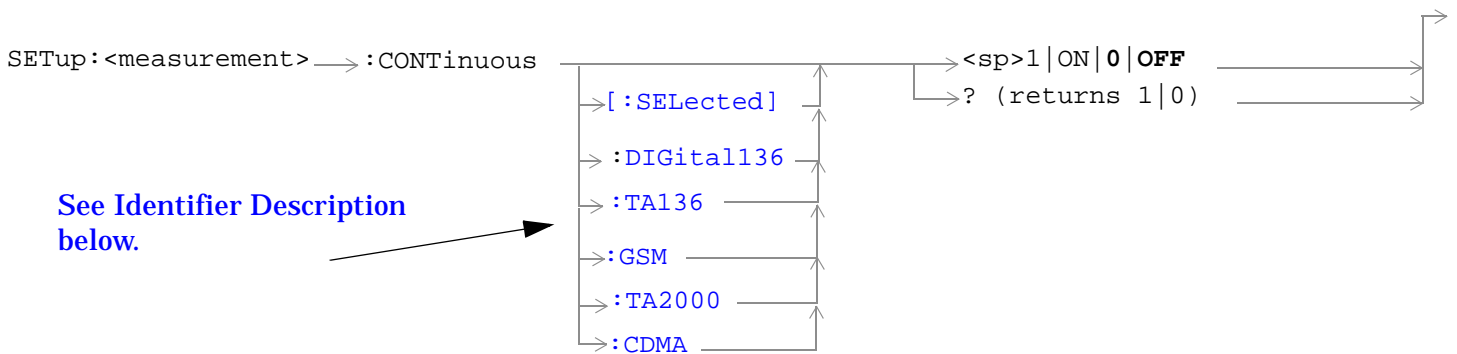 SETup:<measurement> :CONTinuous <sp>1|ON|0|OFF
[:SELected] ? (returns 1|0)
:DIGital136
:TA136
See Identifier Description
below.
:GSM
:TA2000
:CDMA